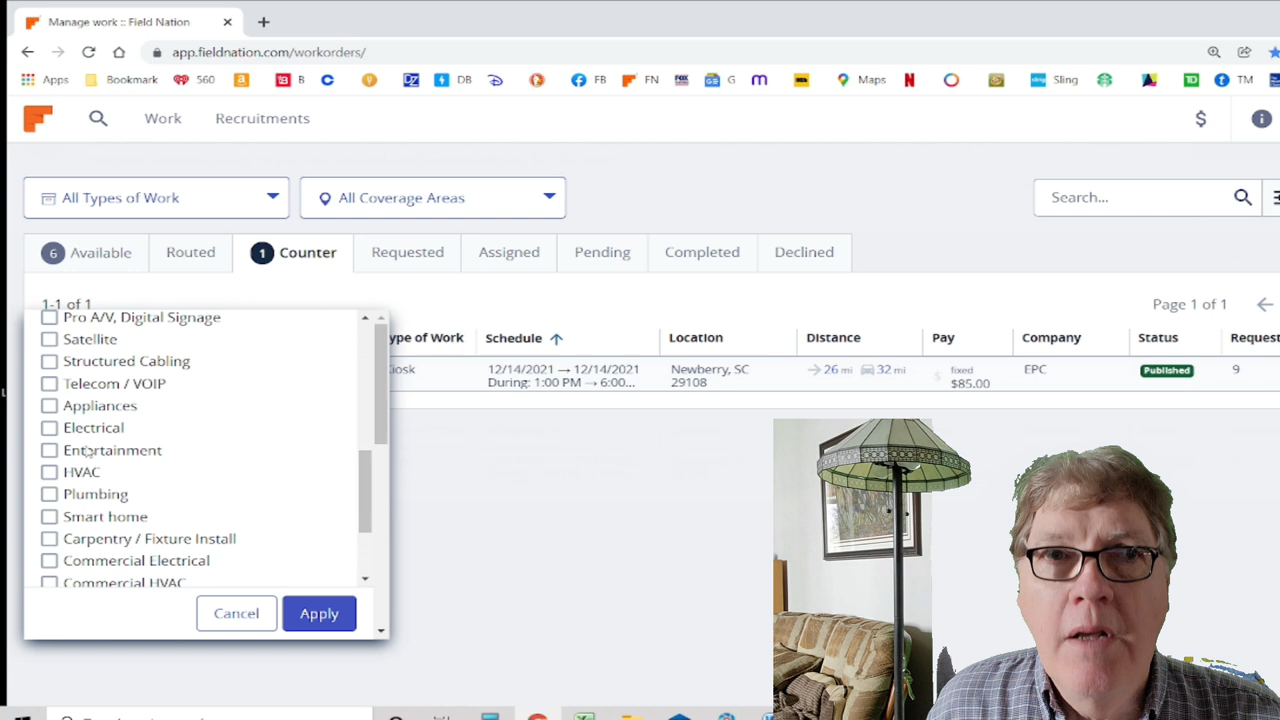 Manage work :: Field Nation
app.fieldnation.com/workorders/
Apps Bookmark 560 B DZ DB FB FN G Maps N Sling TD TM
Work Recruitments $
All Types of Work All Coverage Areas Search...
6 Available Routed 1 Counter Requested Assigned Pending Completed Declined
1-1 of 1 Page 1 of 1
ype of Work Schedule Location Distance Pay Company Status Request
iosk 12/14/2021 → 12/14/2021 Newberry, SC 26 mi 32 mi fixed EPC Published 9
During: 1:00 PM → 6:00... 29108 $85.00
Pro A/V, Digital Signage
Satellite
Structured Cabling
Telecom / VOIP
Appliances
Electrical
Entertainment
HVAC
Plumbing
Smart home
Carpentry / Fixture Install
Commercial Electrical
Commercial HVAC
Cancel Apply